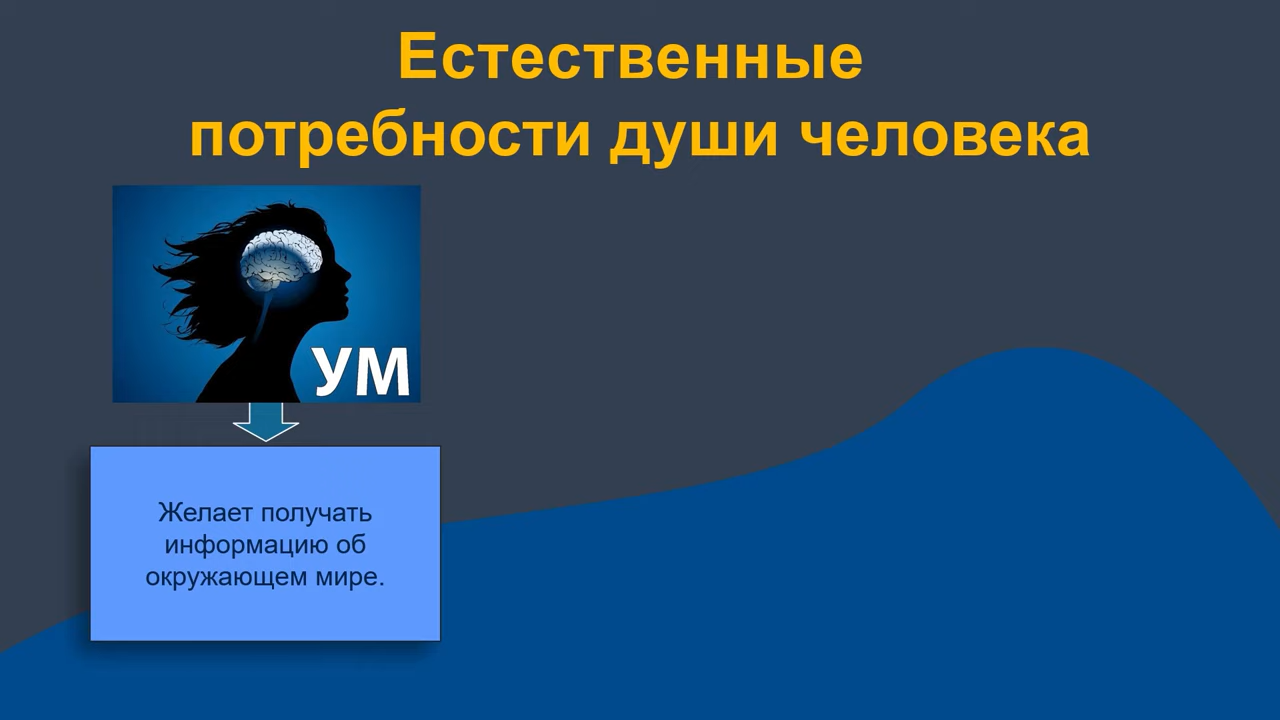 Естественные
потребности души человека
УМ
Желает получать
информацию об
окружающем мире.